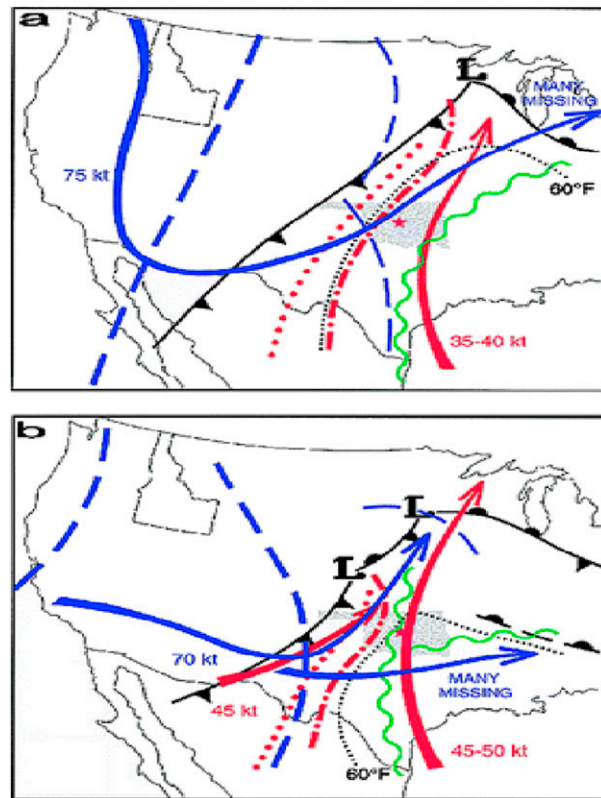 a
L
MANY
MISSING
75 kt
60°F
35-40 kt
b
L
L
70 kt
45 kt
MANY
MISSING
60°F
45-50 kt